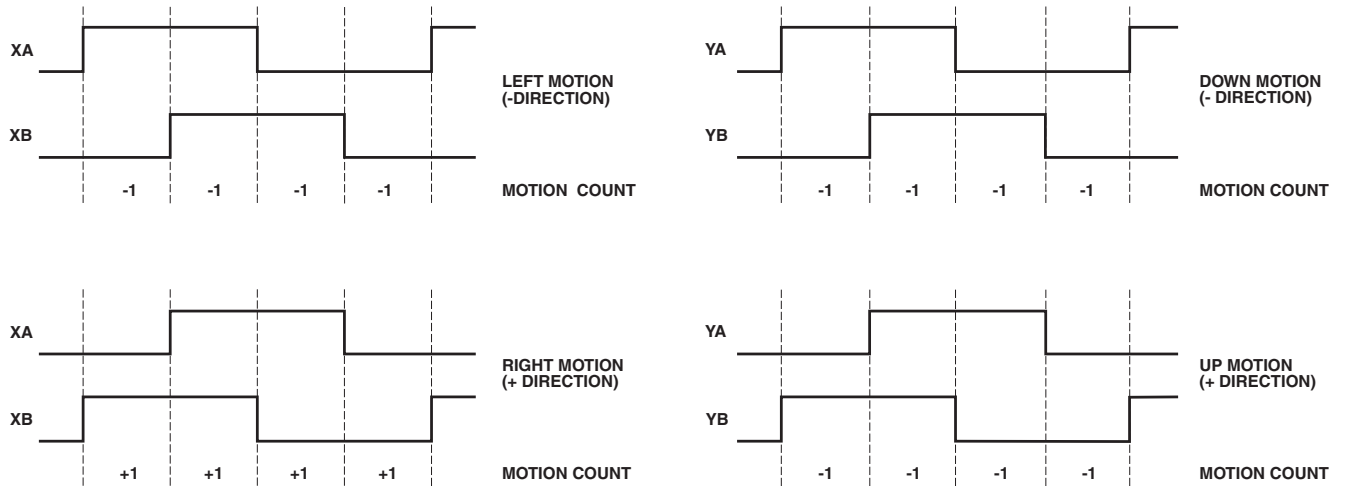 XA
LEFT MOTION
(-DIRECTION)
XB
-1 -1 -1 -1 MOTION COUNT
YA
DOWN MOTION
(- DIRECTION)
YB
-1 -1 -1 -1 MOTION COUNT
XA
RIGHT MOTION
(+ DIRECTION)
XB
+1 +1 +1 +1 MOTION COUNT
YA
UP MOTION
(+ DIRECTION)
YB
-1 -1 -1 -1 MOTION COUNT